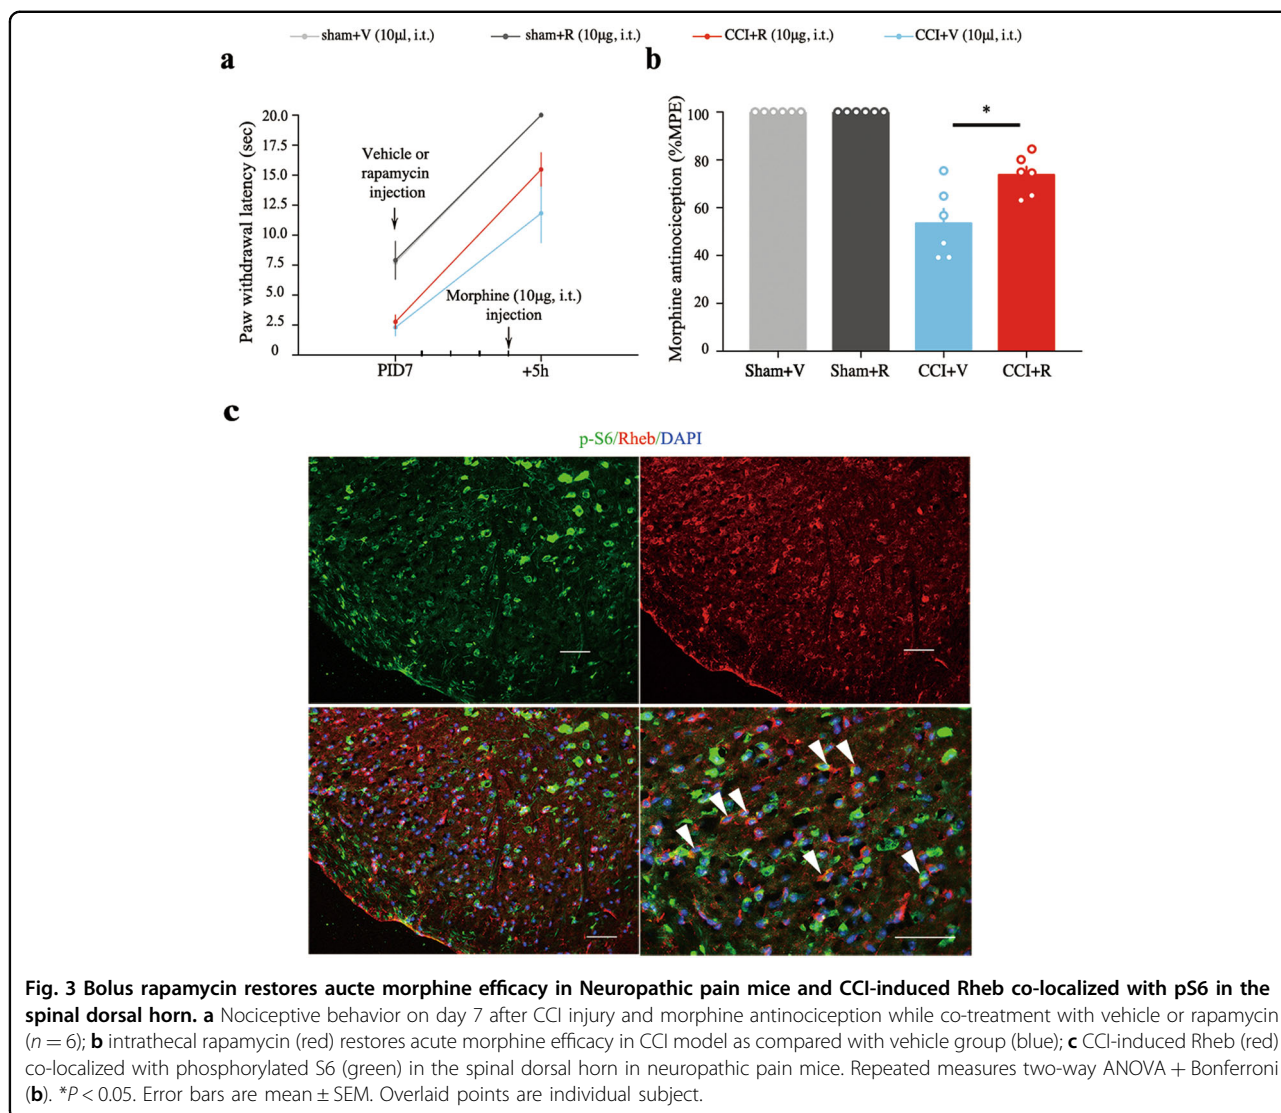 sham+V (10µl, i.t.) sham+R (10µg, i.t.) CCI+R (10µg, i.t.) CCI+V (10µl, i.t.)
a
Paw withdrawal latency (sec)
20.0
17.5
15.0
12.5
10.0
7.5
5.0
2.5
0
Vehicle or
rapamycin
injection
Morphine (10µg, i.t.)
injection
PID7 +5h
b
Morphine antinociception (%MPE)
100
80
60
40
20
0
*
Sham+V Sham+R CCI+V CCI+R
c
p-S6/Rheb/DAPI
Fig. 3 Bolus rapamycin restores aucte morphine efficacy in Neuropathic pain mice and CCI-induced Rheb co-localized with pS6 in the
spinal dorsal horn. a Nociceptive behavior on day 7 after CCI injury and morphine antinociception while co-treatment with vehicle or rapamycin
(n = 6); b intrathecal rapamycin (red) restores acute morphine efficacy in CCI model as compared with vehicle group (blue); c CCI-induced Rheb (red)
co-localized with phosphorylated S6 (green) in the spinal dorsal horn in neuropathic pain mice. Repeated measures two-way ANOVA + Bonferroni
(b). *P < 0.05. Error bars are mean ± SEM. Overlaid points are individual subject.